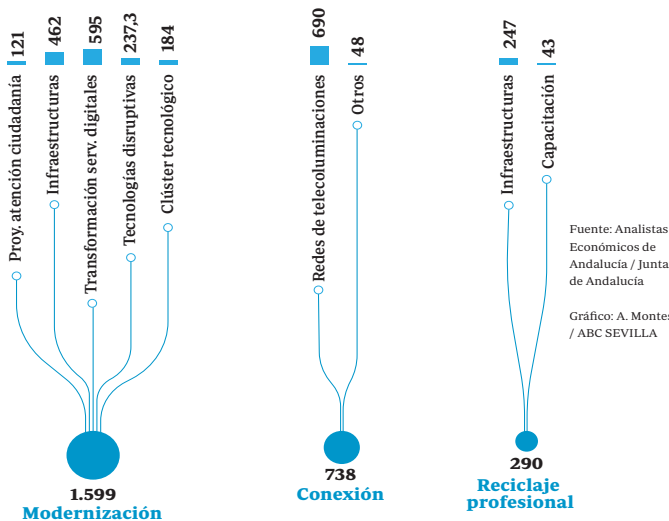 121
Proy. atención ciudadanía
462
Infraestructuras
595
Transformación serv. digitales
237,3
Tecnologías disruptivas
184
Clúster tecnológico
1.599
Modernización
690
Redes de telecoluminaciones
48
Otros
738
Conexión
247
Infraestructuras
43
Capacitación
290
Reciclaje
profesional
Fuente: Analistas
Económicos de
Andalucía / Junta
de Andalucía
Gráfico: A. Montes
/ ABC SEVILLA